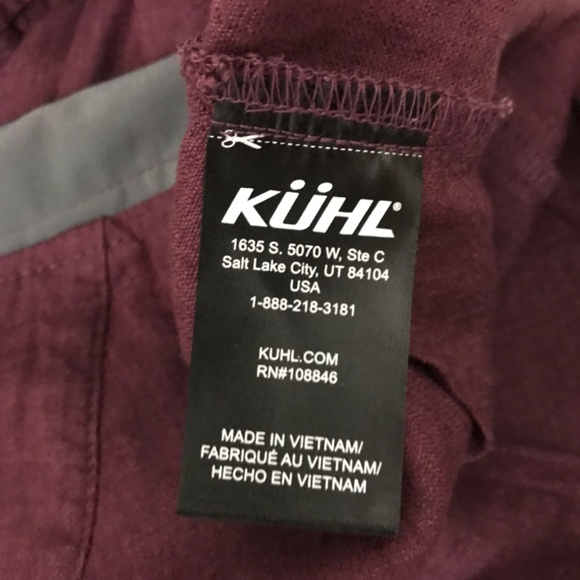 KÜHL®
1635 S. 5070 W, Ste C
Salt Lake City, UT 84104
USA
1-888-218-3181
KUHL.COM
RN#108846
MADE IN VIETNAM/
FABRIQUÉ AU VIETNAM/
HECHO EN VIETNAM